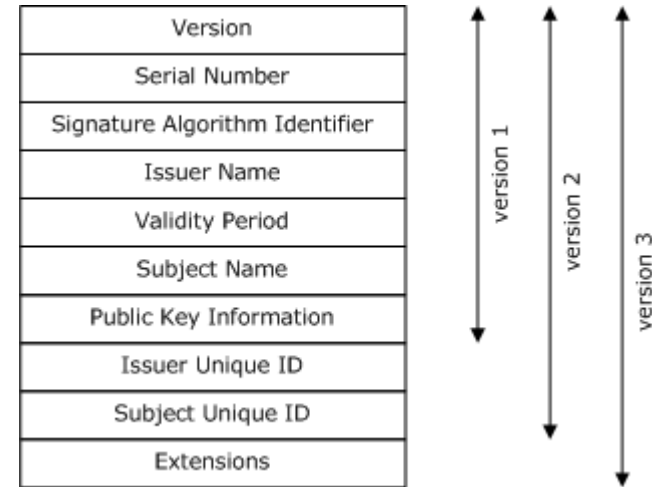 Version
Serial Number
Signature Algorithm Identifier
Issuer Name
Validity Period
Subject Name
Public Key Information
Issuer Unique ID
Subject Unique ID
Extensions
version 1
version 2
version 3